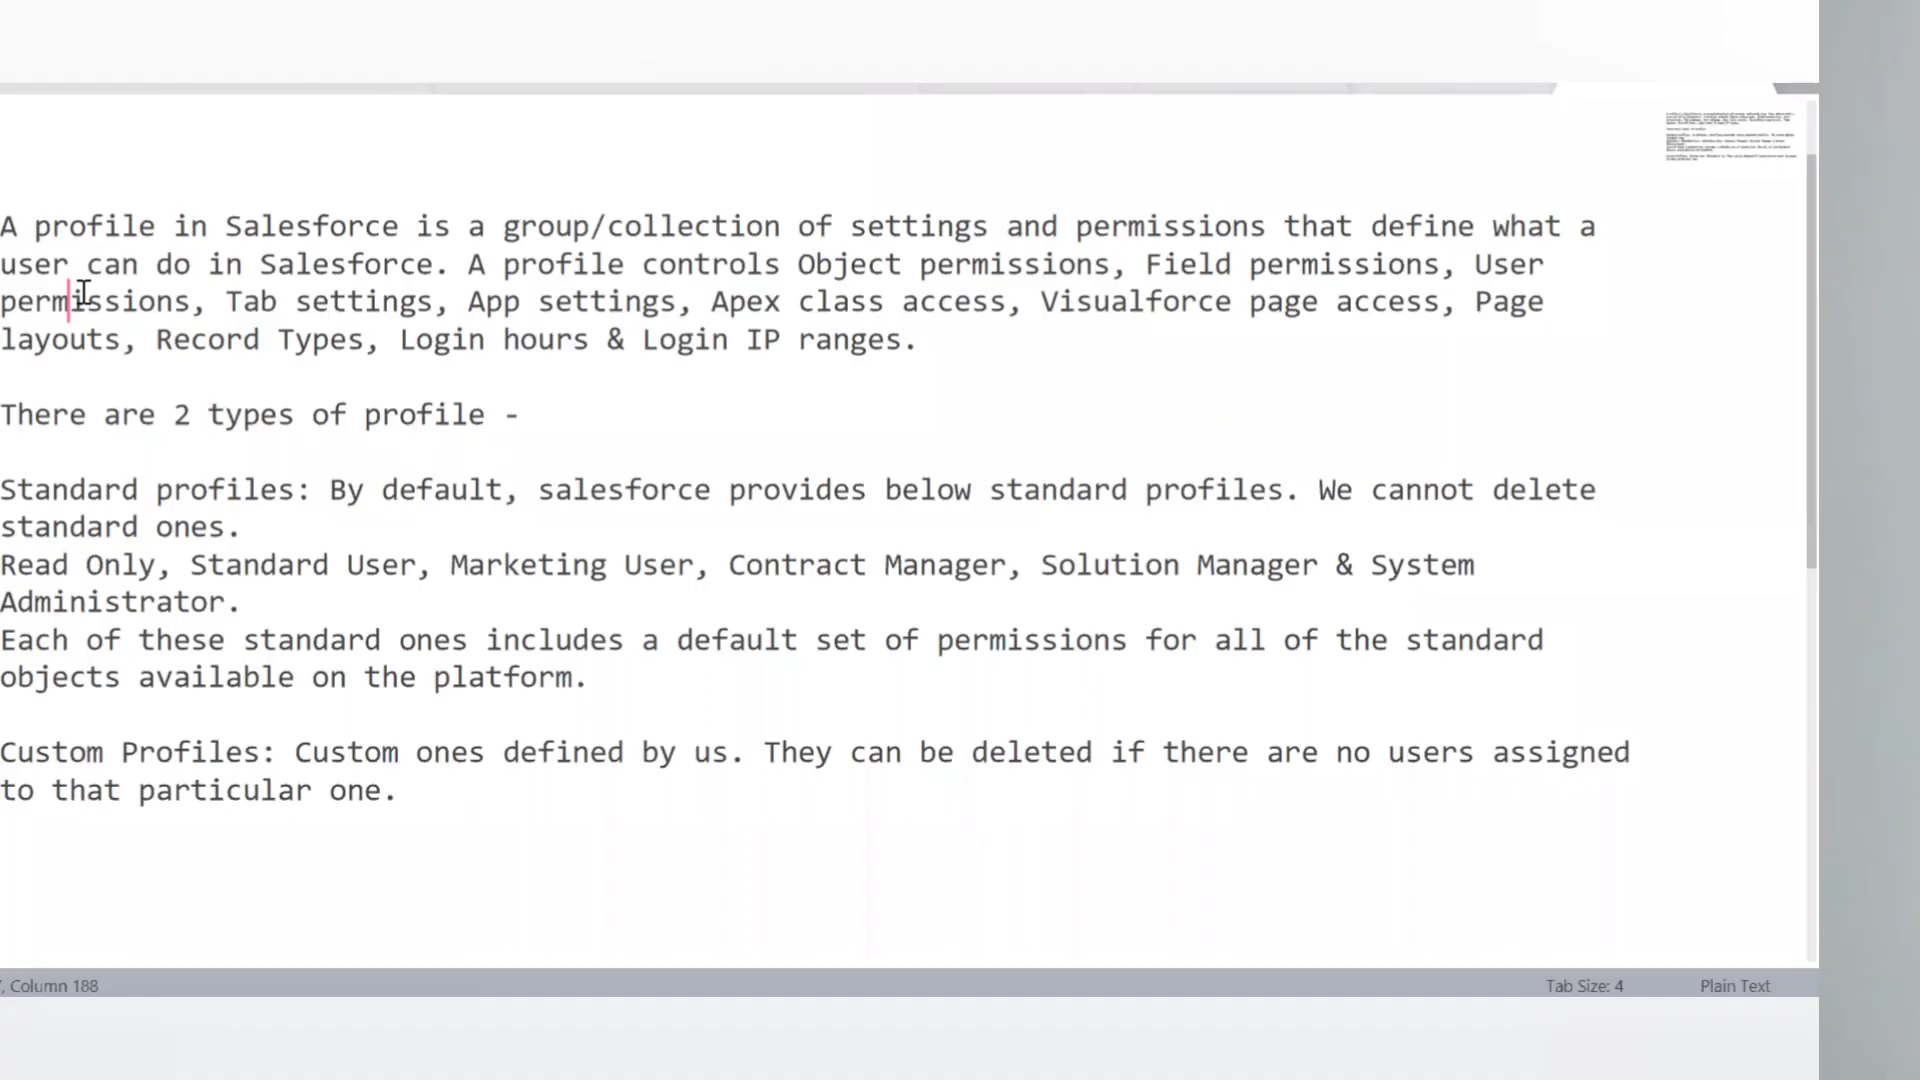 A profile in Salesforce is a group/collection of settings and permissions that define what a
user can do in Salesforce. A profile controls Object permissions, Field permissions, User
permissions, Tab settings, App settings, Apex class access, Visualforce page access, Page
layouts, Record Types, Login hours & Login IP ranges.
There are 2 types of profile -
Standard profiles: By default, salesforce provides below standard profiles. We cannot delete
standard ones.
Read Only, Standard User, Marketing User, Contract Manager, Solution Manager & System
Administrator.
Each of these standard ones includes a default set of permissions for all of the standard
objects available on the platform.
Custom Profiles: Custom ones defined by us. They can be deleted if there are no users assigned
to that particular one.
, Column 188
Tab Size: 4
Plain Text